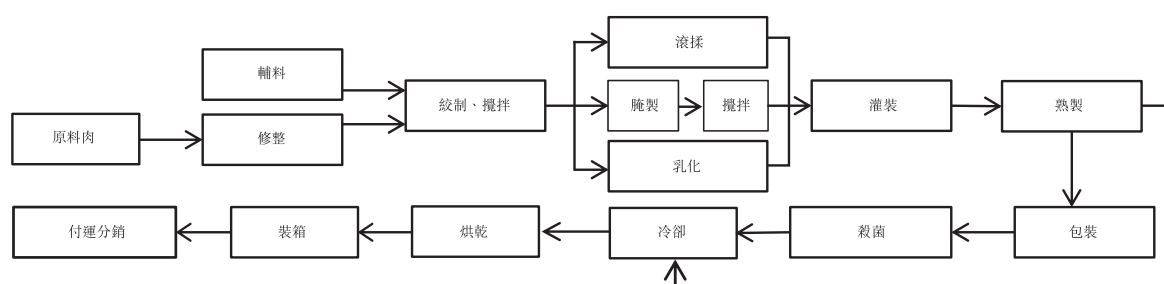 原料肉
輔料
修整
絞制、攪拌
滾揉
腌製
攪拌
乳化
灌裝
熟製
包裝
殺菌
冷卻
烘乾
裝箱
付運分銷